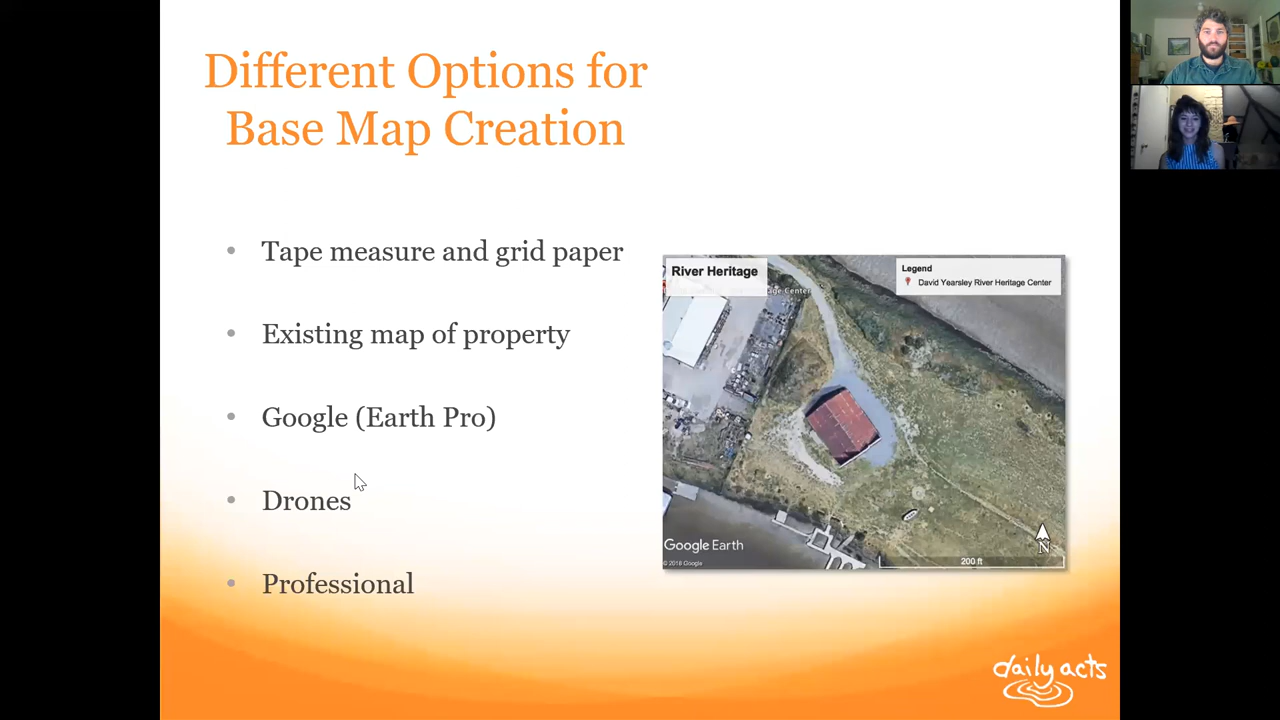 Different Options for
Base Map Creation
• Tape measure and grid paper
• Existing map of property
• Google (Earth Pro)
• Drones
• Professional
River Heritage
Legend
David Yearsley River Heritage Center
Google Earth
© 2018 Google
N
200 ft
daily acts